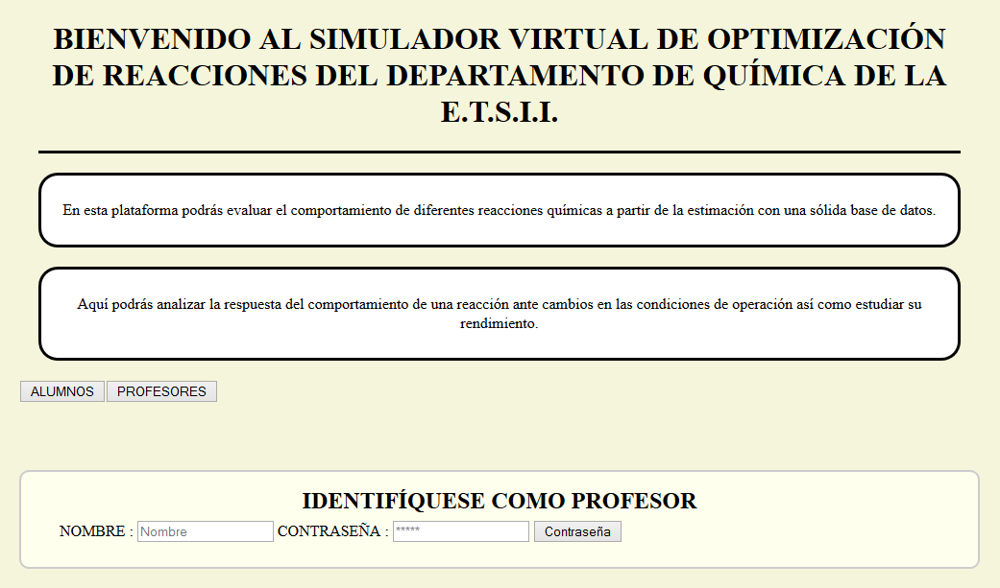 BIENVENIDO AL SIMULADOR VIRTUAL DE OPTIMIZACIÓN
DE REACCIONES DEL DEPARTAMENTO DE QUÍMICA DE LA
E.T.S.I.I.
En esta plataforma podrás evaluar el comportamiento de diferentes reacciones químicas a partir de la estimación con una sólida base de datos.
Aquí podrás analizar la respuesta del comportamiento de una reacción ante cambios en las condiciones de operación así como estudiar su
rendimiento.
ALUMNOS PROFESORES
IDENTIFÍQUESE COMO PROFESOR
NOMBRE : Nombre CONTRASEÑA : ***** Contraseña